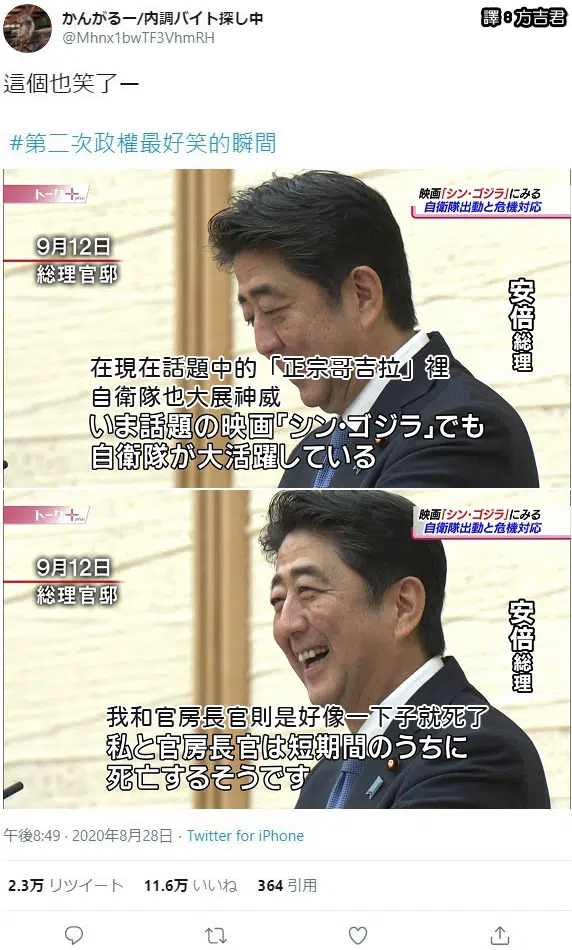 譯8方吉君
かんがるー/内調バイト探し中
@Mhnx1bwTF3VhmRH
這個也笑了ー
#第二次政權最好笑的瞬間
トーク+
plus
映画「シン・ゴジラ」にみる
自衛隊出動と危機対応
9月12日
総理官邸
安倍総理
在現在話題中的「正宗哥吉拉」裡
自衛隊也大展神威
いま話題の映画「シン・ゴジラ」でも
自衛隊が大活躍している
トーク+
plus
映画「シン・ゴジラ」にみる
自衛隊出動と危機対応
9月12日
総理官邸
安倍総理
我和官房長官則是好像一下子就死了
私と官房長官は短期間のうちに
死亡するそうです
午後8:49 · 2020年8月28日 · Twitter for iPhone
2.3万 リツイート 11.6万 いいね 364 引用